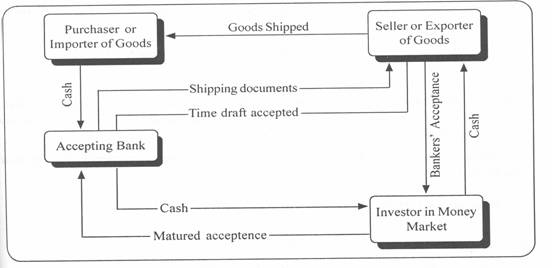 Purchaser or
Importer of Goods
Goods Shipped
Seller or Exporter
of Goods
Cash
Shipping documents
Time draft accepted
Bankers' Acceptance
Cash
Accepting Bank
Cash
Matured acceptence
Investor in Money
Market